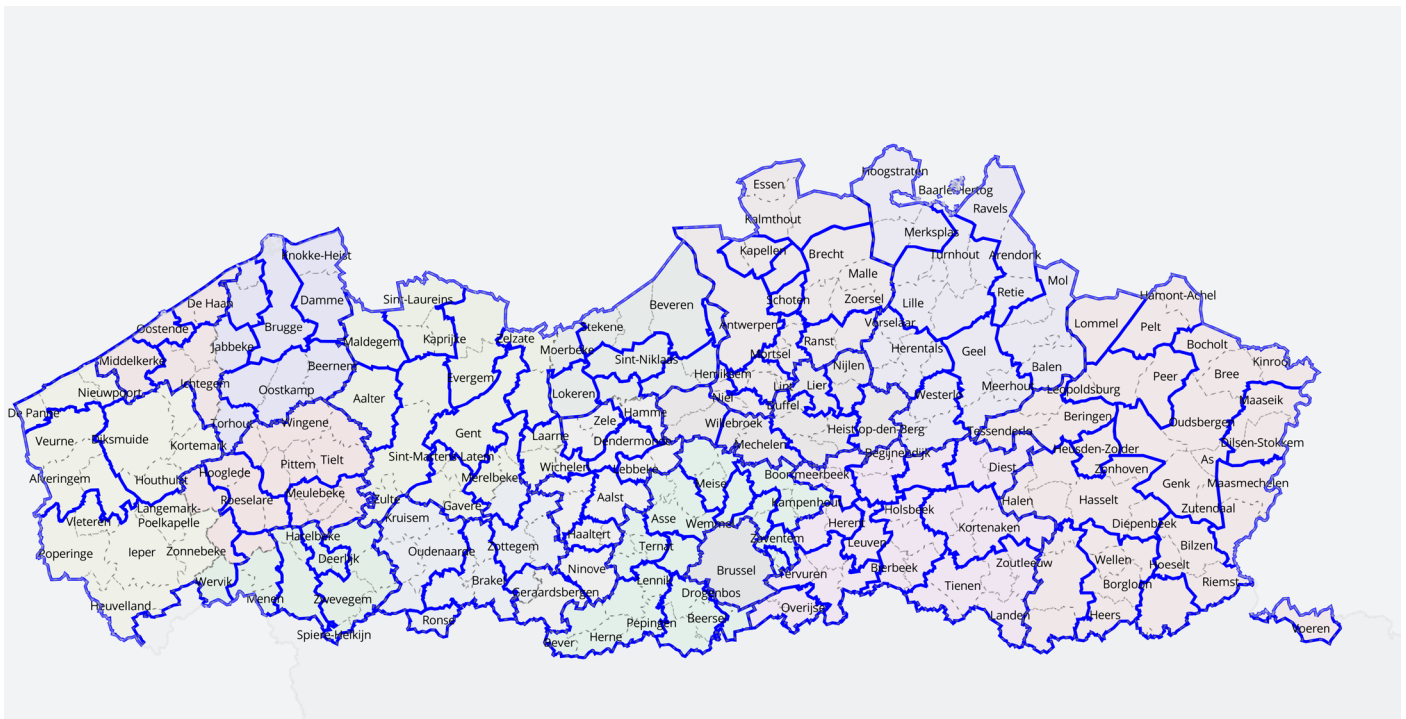 Essen
Hoogstraten
Baarle-Hertog
Ravels
Kalmthout
Merksplas
Knokke-Heist
Kapellen
Brecht
Turnhout
Arendonk
Malle
Mol
Retie
De Haan
Damme
Sint-Laureins
Beveren
Schoten
Zoersel
Lille
Hamont-Achel
Oostende
Brugge
Stekene
Antwerpen
Vorselaar
Lommel
Pelt
Jabbeke
Maldegem
Kaprijke
Zelzate
Moerbeke
Ranst
Herentals
Geel
Bocholt
Middelkerke
Beernem
Sint-Niklaas
Mortsel
Nijlen
Balen
Kinrooi
Nieuwpoort
Ichtegem
Oostkamp
Evergem
Hemiksem
Lint
Lier
Meerhout
Leopoldsburg
Peer
Bree
De Panne
Aalter
Lokeren
Niel
Duffel
Westerlo
Maaseik
Torhout
Wingene
Hamme
Zele
Willebroek
Heist-op-den-Berg
Tessenderlo
Beringen
Oudsbergen
Veurne
Diksmuide
Kortemark
Gent
Laarne
Dendermonde
Mechelen
Begijnendijk
Heusden-Zolder
Dilsen-Stokkem
Alveringem
Houthulst
Hooglede
Pittem
Tielt
Sint-Martens-Latem
Merelbeke
Wichelen
Lebbeke
Boortmeerbeek
Diest
Zonhoven
As
Langemark-
Poelkapelle
Roeselare
Meulebeke
Zulte
Gavere
Aalst
Meise
Kampenhout
Holsbeek
Halen
Hasselt
Genk
Maasmechelen
Vleteren
Kruisem
Asse
Wemmel
Herent
Kortenaken
Diepenbeek
Zutendaal
Poperinge
Ieper
Zonnebeke
Harelbeke
Deerlijk
Oudenaarde
Zottegem
Haaltert
Ternat
Zaventem
Leuven
Bierbeek
Zoutleeuw
Wellen
Hoeselt
Bilzen
Wervik
Brakel
Ninove
Lennik
Brussel
Tervuren
Tienen
Borgloon
Riemst
Heuvelland
Menen
Zwevegem
Geraardsbergen
Drogenbos
Overijse
Landen
Heers
Spiere-Helkijn
Ronse
Bever
Herne
Pepingen
Beersel
Voeren